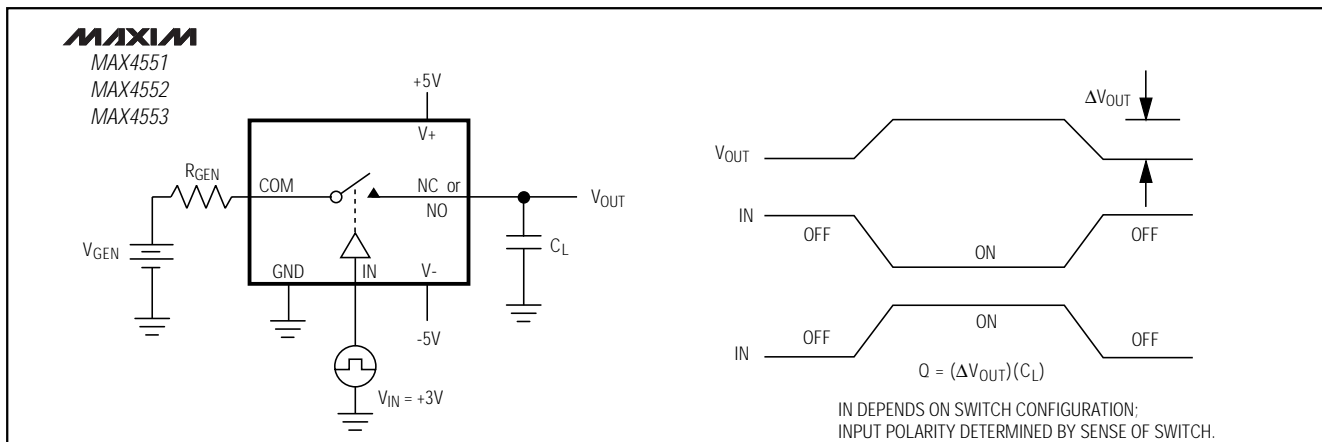 MAXIM
MAX4551
MAX4552
MAX4553
+5V
V+
RGEN
COM
NC or
NO
VOUT
VGEN
CL
GND
IN
V-
-5V
VIN = +3V
ΔVOUT
VOUT
IN
OFF
ON
OFF
IN
OFF
ON
OFF
Q = (ΔVOUT)(CL)
IN DEPENDS ON SWITCH CONFIGURATION;
INPUT POLARITY DETERMINED BY SENSE OF SWITCH.